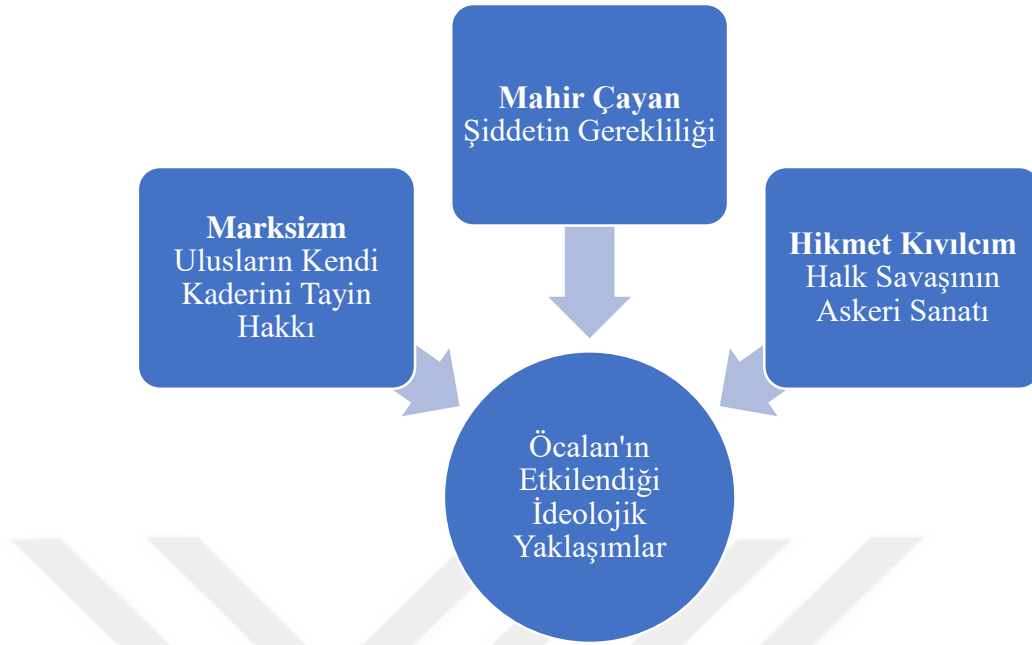 Mahir Çayan
Şiddetin Gerekliliği
Marksizm
Ulusların Kendi
Kaderini Tayin
Hakkı
Hikmet Kıvılcım
Halk Savaşının
Askeri Sanatı
Öcalan'ın
Etkilendiği
İdeolojik
Yaklaşımlar